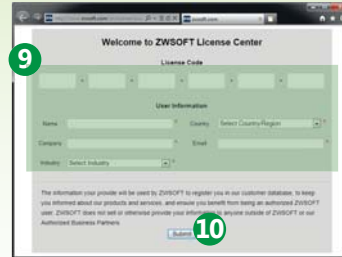 zwsoft.com
Welcome to ZWSOFT License Center
9
License Code
- - - - -
User Information
Name * Country Select Country/Region *
Company * Email *
Industry Select Industry *
The information your provide will be used by ZWSOFT to register you in our customer database, to keep
you informed about our products and services, and ensure you benefit from being an authorized ZWSOFT
user. ZWSOFT does not sell or otherwise provide your information to anyone outside of ZWSOFT or our
Authorized Business Partners.
Submit
10